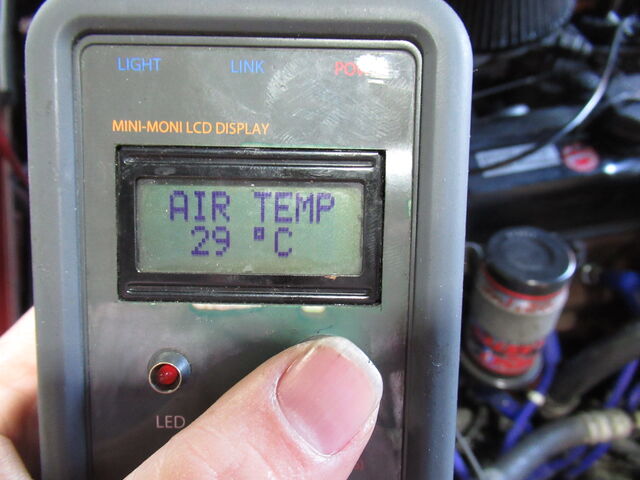 LIGHT LINK
MINI-MONI LCD DISPLAY
AIR TEMP
29 °C
LED